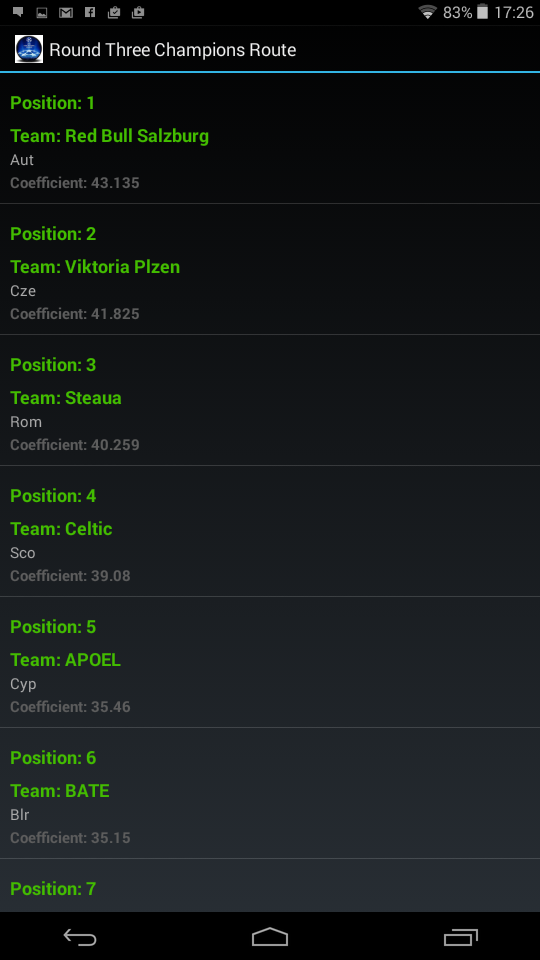 83% 17:26
Round Three Champions Route
Position: 1
Team: Red Bull Salzburg
Aut
Coefficient: 43.135
Position: 2
Team: Viktoria Plzen
Cze
Coefficient: 41.825
Position: 3
Team: Steaua
Rom
Coefficient: 40.259
Position: 4
Team: Celtic
Sco
Coefficient: 39.08
Position: 5
Team: APOEL
Cyp
Coefficient: 35.46
Position: 6
Team: BATE
Blr
Coefficient: 35.15
Position: 7